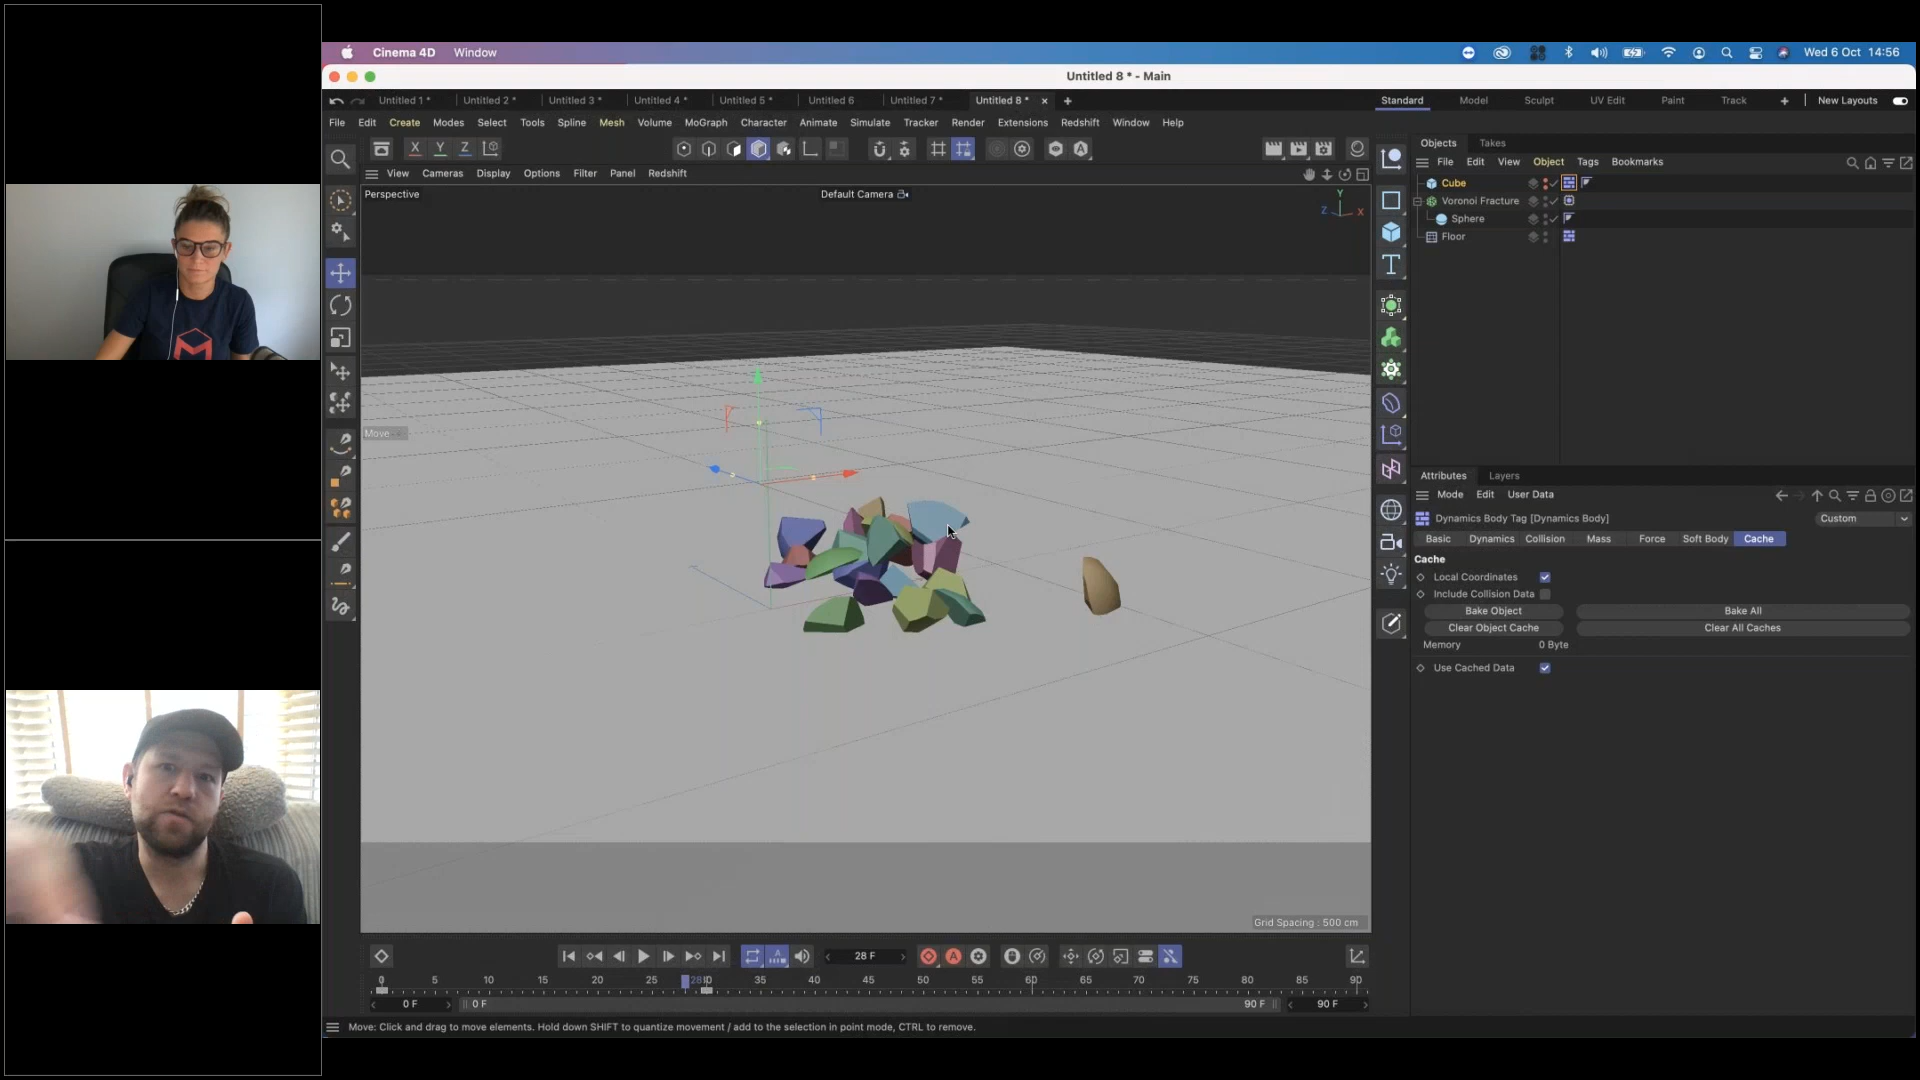 Cinema 4D Window Wed 6 Oct 14:56
Untitled 8 * - Main
Untitled 1 * Untitled 2 * Untitled 3 * Untitled 4 * Untitled 5 * Untitled 6 Untitled 7 * Untitled 8 * Standard Model Sculpt UV Edit Paint Track New Layouts
File Edit Create Modes Select Tools Spline Mesh Volume MoGraph Character Animate Simulate Tracker Render Extensions Redshift Window Help
X Y Z
View Cameras Display Options Filter Panel Redshift
Perspective Default Camera
Y
Z X
Move
Grid Spacing : 500 cm
Objects Takes
File Edit View Object Tags Bookmarks
Cube
Voronoi Fracture
Sphere
Floor
Attributes Layers
Mode Edit User Data
Dynamics Body Tag [Dynamics Body] Custom
Basic Dynamics Collision Mass Force Soft Body Cache
Cache
Local Coordinates
Include Collision Data
Bake Object Bake All
Clear Object Cache Clear All Caches
Memory 0 Byte
Use Cached Data
28 F
0 5 10 15 20 25 28 30 35 40 45 50 55 60 65 70 75 80 85 90
0 F 0 F 90 F 90 F
Move: Click and drag to move elements. Hold down SHIFT to quantize movement / add to the selection in point mode, CTRL to remove.